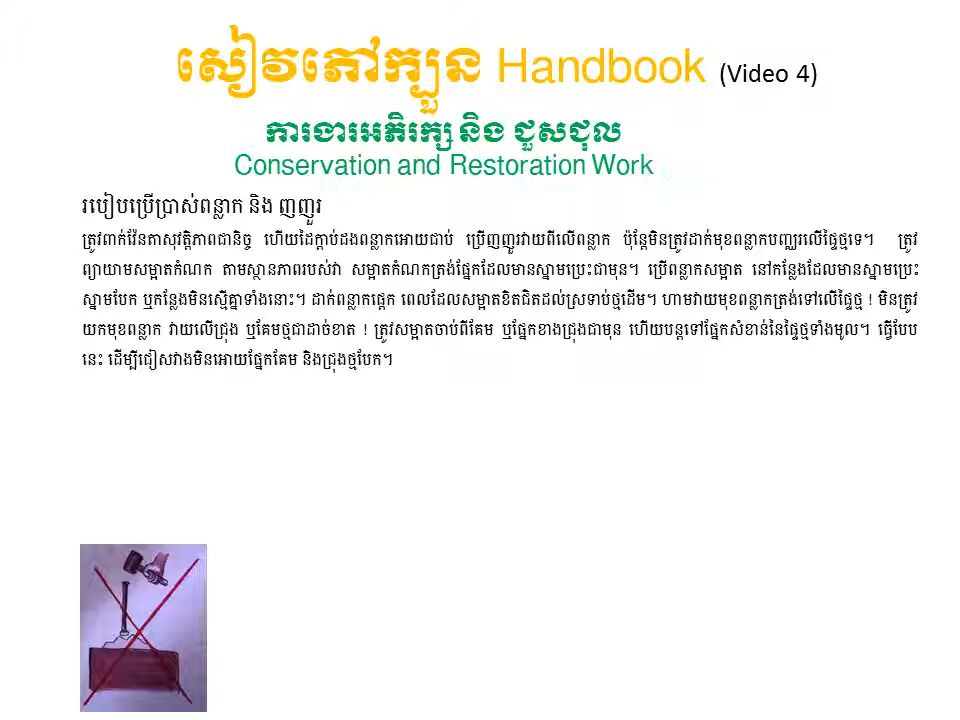 សៀវភៅក្បួន Handbook (Video 4)
ការងារអភិរក្ស និង ជួសជុល
Conservation and Restoration Work
របៀបប្រើប្រាស់ពន្លាក និង ញញួរ
ត្រូវពាក់វ៉ែនតាសុវត្ថិភាពជានិច្ច ហើយដៃក្តាប់ដងពន្លាកអោយជាប់ ប្រើញញួរវាយពីលើពន្លាក ប៉ុន្តែមិនត្រូវដាក់មុខពន្លាកបញ្ឈរលើផ្ទៃថ្មទេ។ ត្រូវ
ព្យាយាមសម្អាតកំណក តាមស្ថានភាពរបស់វា សម្អាតកំណកត្រង់ផ្នែកដែលមានស្នាមប្រេះជាមុន។ ប្រើពន្លាកសម្អាត នៅកន្លែងដែលមានស្នាមប្រេះ
ស្នាមបែក ឬកន្លែងមិនស្មើគ្នាទាំងនោះ។ ដាក់ពន្លាកផ្តេក ពេលដែលសម្អាតខិតជិតដល់ស្រទាប់ថ្មដើម។ ហាមវាយមុខពន្លាកត្រង់ទៅលើផ្ទៃថ្ម ! មិនត្រូវ
យកមុខពន្លាក វាយលើជ្រុង ឬគែមថ្មជាដាច់ខាត ! ត្រូវសម្អាតចាប់ពីគែម ឬផ្នែកខាងជ្រុងជាមុន ហើយបន្តទៅផ្នែកសំខាន់នៃផ្ទៃថ្មទាំងមូល។ ធ្វើបែប
នេះ ដើម្បីជៀសវាងមិនអោយផ្នែកគែម និងជ្រុងថ្មបែក។